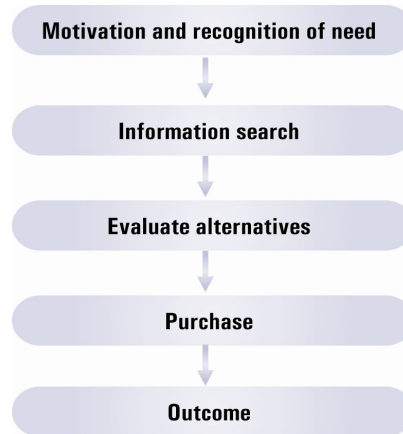 Motivation and recognition of need
Information search
Evaluate alternatives
Purchase
Outcome